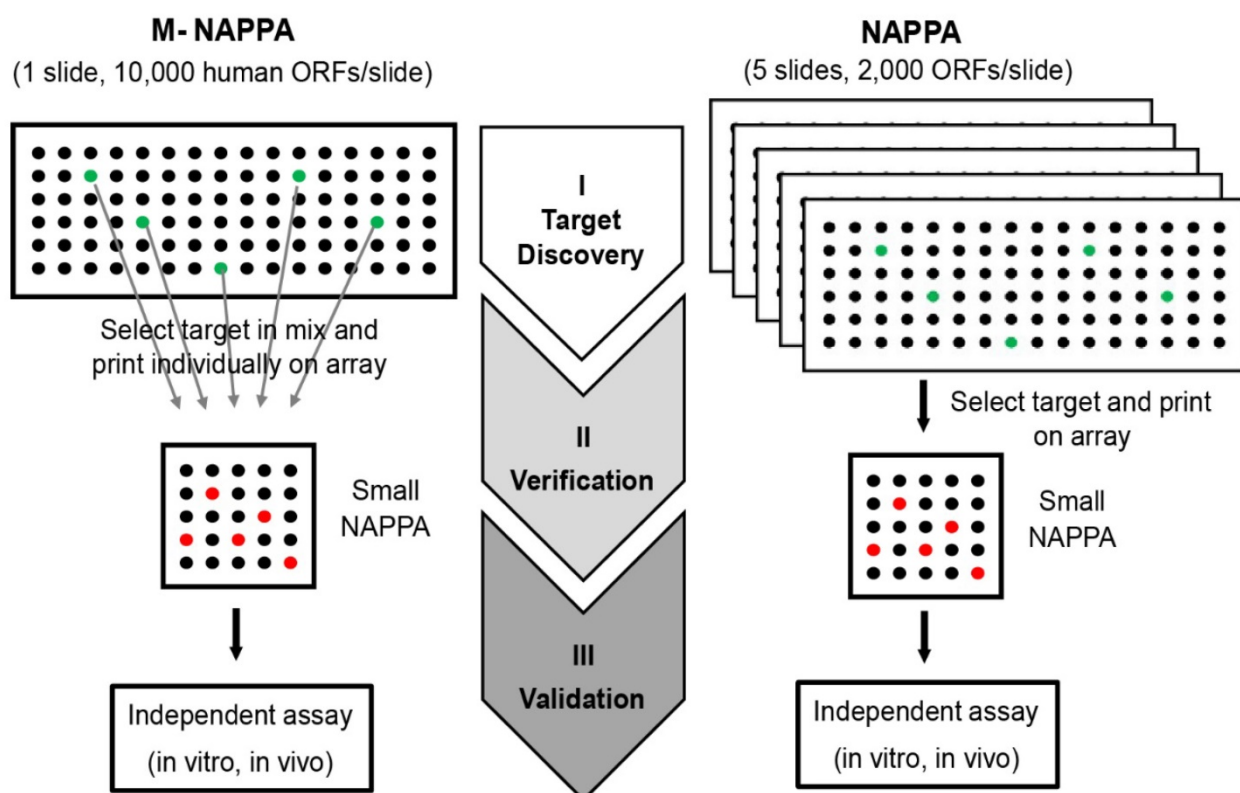 M- NAPPA
(1 slide, 10,000 human ORFs/slide)
Select target in mix and
print individually on array
Small
NAPPA
Independent assay
(in vitro, in vivo)
I
Target
Discovery
II
Verification
III
Validation
NAPPA
(5 slides, 2,000 ORFs/slide)
Select target and print
on array
Small
NAPPA
Independent assay
(in vitro, in vivo)